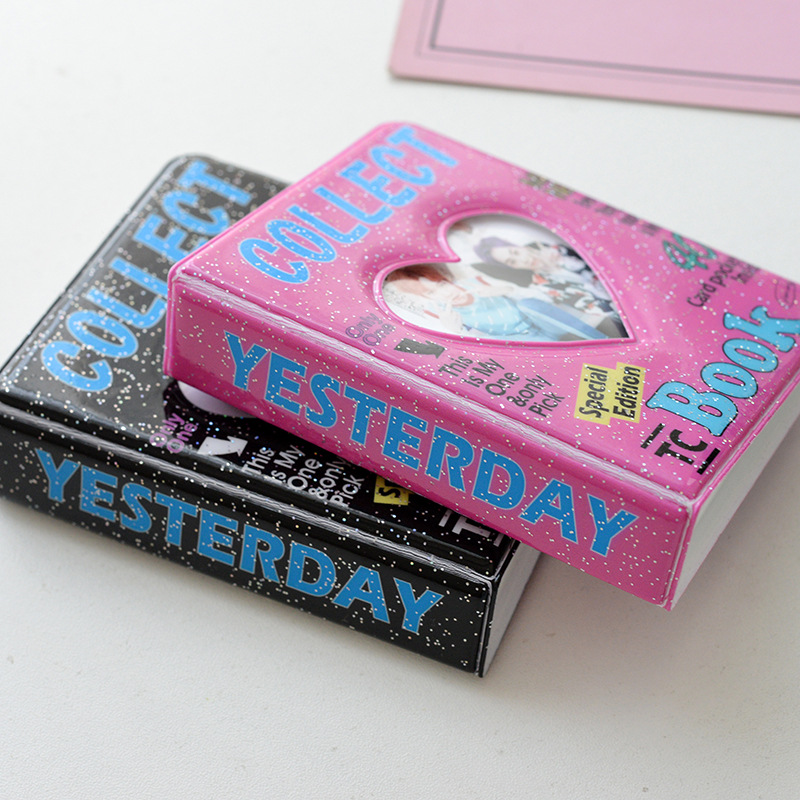 COLLECT
Only
One!
This
is My
One
&only
Pick
Special
Edition
Book
TC
YESTERDAY
COLLECT
Only
One!
This
is My
One
&only
Pick
YESTERDAY